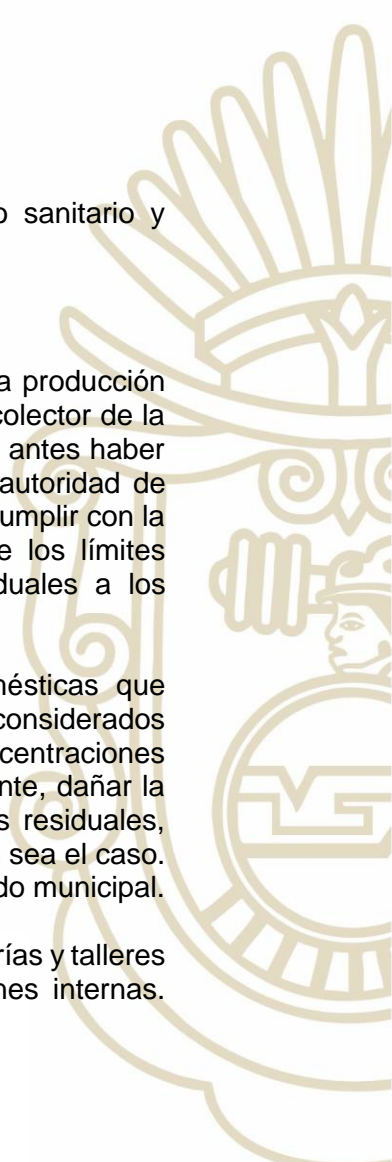 o sanitario y
a producción
colector de la
antes haber
autoridad de
umplir con la
e los límites
duales a los
nésticas que
considerados
centraciones
nte, dañar la
s residuales,
sea el caso.
do municipal.
rías y talleres
nes internas.